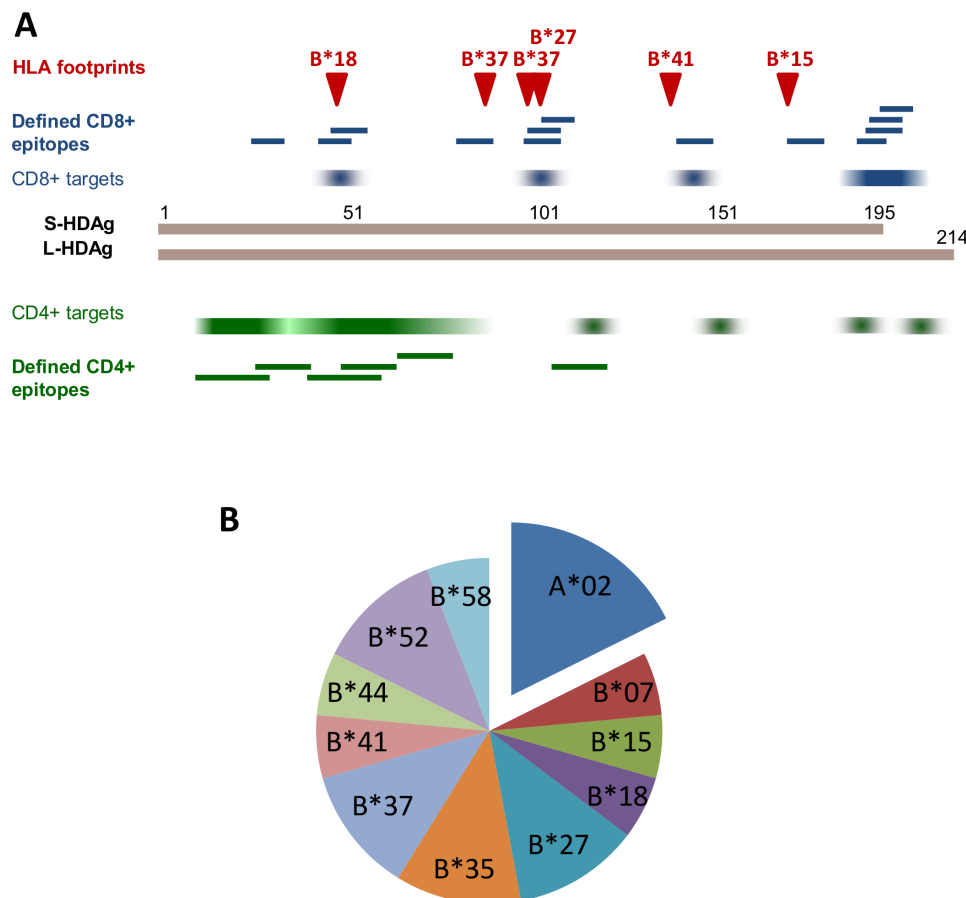 A
B*27
HLA footprints B*18 B*37 B*37 B*41 B*15
Defined CD8+
epitopes
CD8+ targets
1 51 101 151 195
S-HDAg
214
L-HDAg
CD4+ targets
Defined CD4+
epitopes
B
A*02
B*58
B*52
B*07
B*44
B*15
B*41
B*18
B*37
B*27
B*35